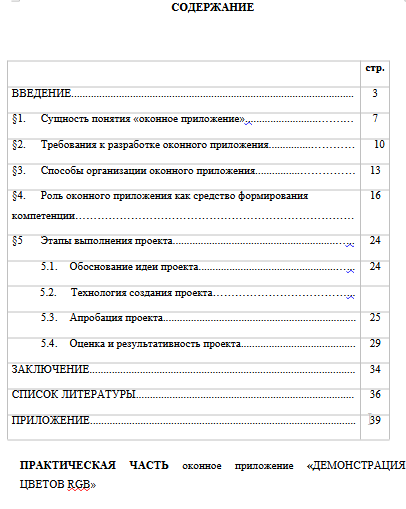 СОДЕРЖАНИЕ
стр.
ВВЕДЕНИЕ........................................................................................ 3
§1. Сущность понятия «оконное приложение»................................ 7
§2. Требования к разработке оконного приложения........................ 10
§3. Способы организации оконного приложения............................ 13
§4. Роль оконного приложения как средство формирования 16
компетенции…………………………………………………………
§5 Этапы выполнения проекта.................................................... 24
5.1. Обоснование идеи проекта............................................ 24
5.2. Технология создания проекта………………………………
5.3. Апробация проекта........................................................ 25
5.4. Оценка и результативность проекта................................ 29
ЗАКЛЮЧЕНИЕ................................................................................ 34
СПИСОК ЛИТЕРАТУРЫ................................................................ 36
ПРИЛОЖЕНИЕ................................................................................ 39
ПРАКТИЧЕСКАЯ ЧАСТЬ оконное приложение «ДЕМОНСТРАЦИЯ
ЦВЕТОВ RGB»